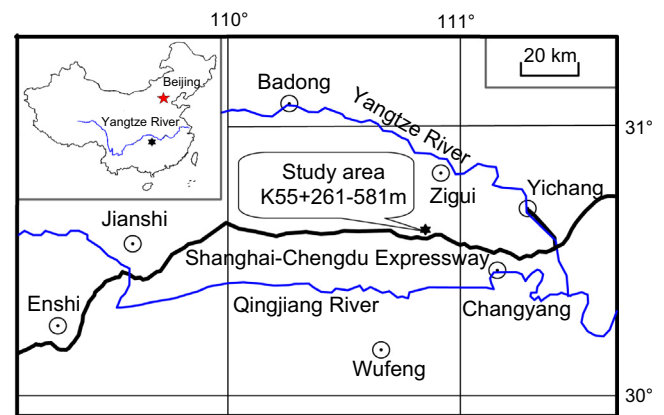 110°
111°
20 km
Beijing
Yangtze River
Badong
Yangtze River
31°
Study area
K55+261-581m
Zigui
Yichang
Jianshi
Shanghai-Chengdu Expressway
Enshi
Qingjiang River
Changyang
Wufeng
30°